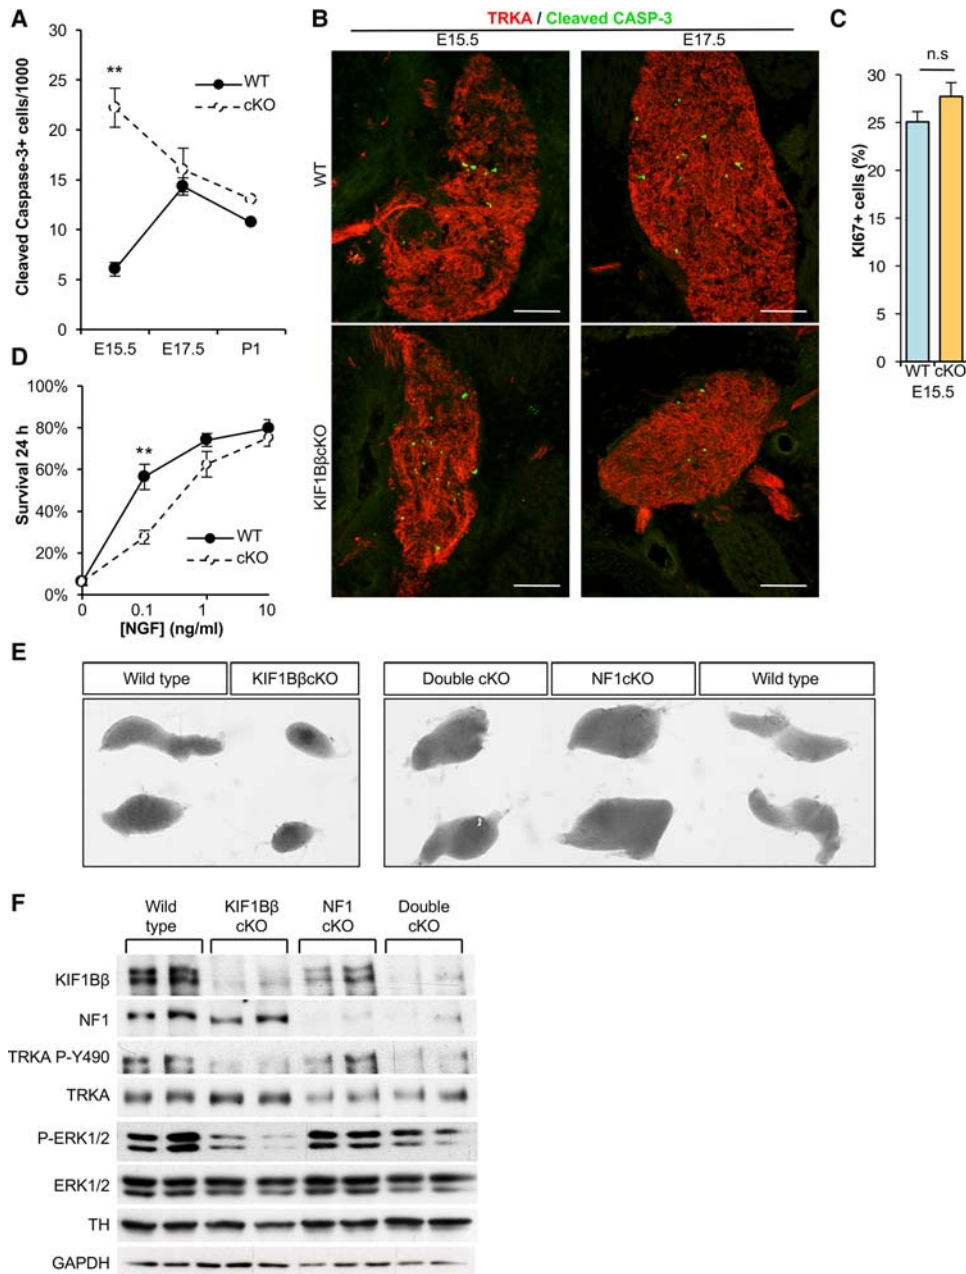 A
Cleaved Caspase-3+ cells/1000
30
25
20
15
10
5
0
**
WT
cKO
E15.5 E17.5 P1
B
TRKA / Cleaved CASP-3
E15.5 E17.5
WT
KIF1BβcKO
C
n.s
KI67+ cells (%)
30
25
20
15
10
5
0
WT cKO
E15.5
D
Survival 24 h
100%
80%
60%
40%
20%
0%
**
WT
cKO
0 0.1 1 10
[NGF] (ng/ml)
E
Wild type KIF1BβcKO Double cKO NF1cKO Wild type
F
Wild type
KIF1Bβ cKO
NF1 cKO
Double cKO
KIF1Bβ
NF1
TRKA P-Y490
TRKA
P-ERK1/2
ERK1/2
TH
GAPDH